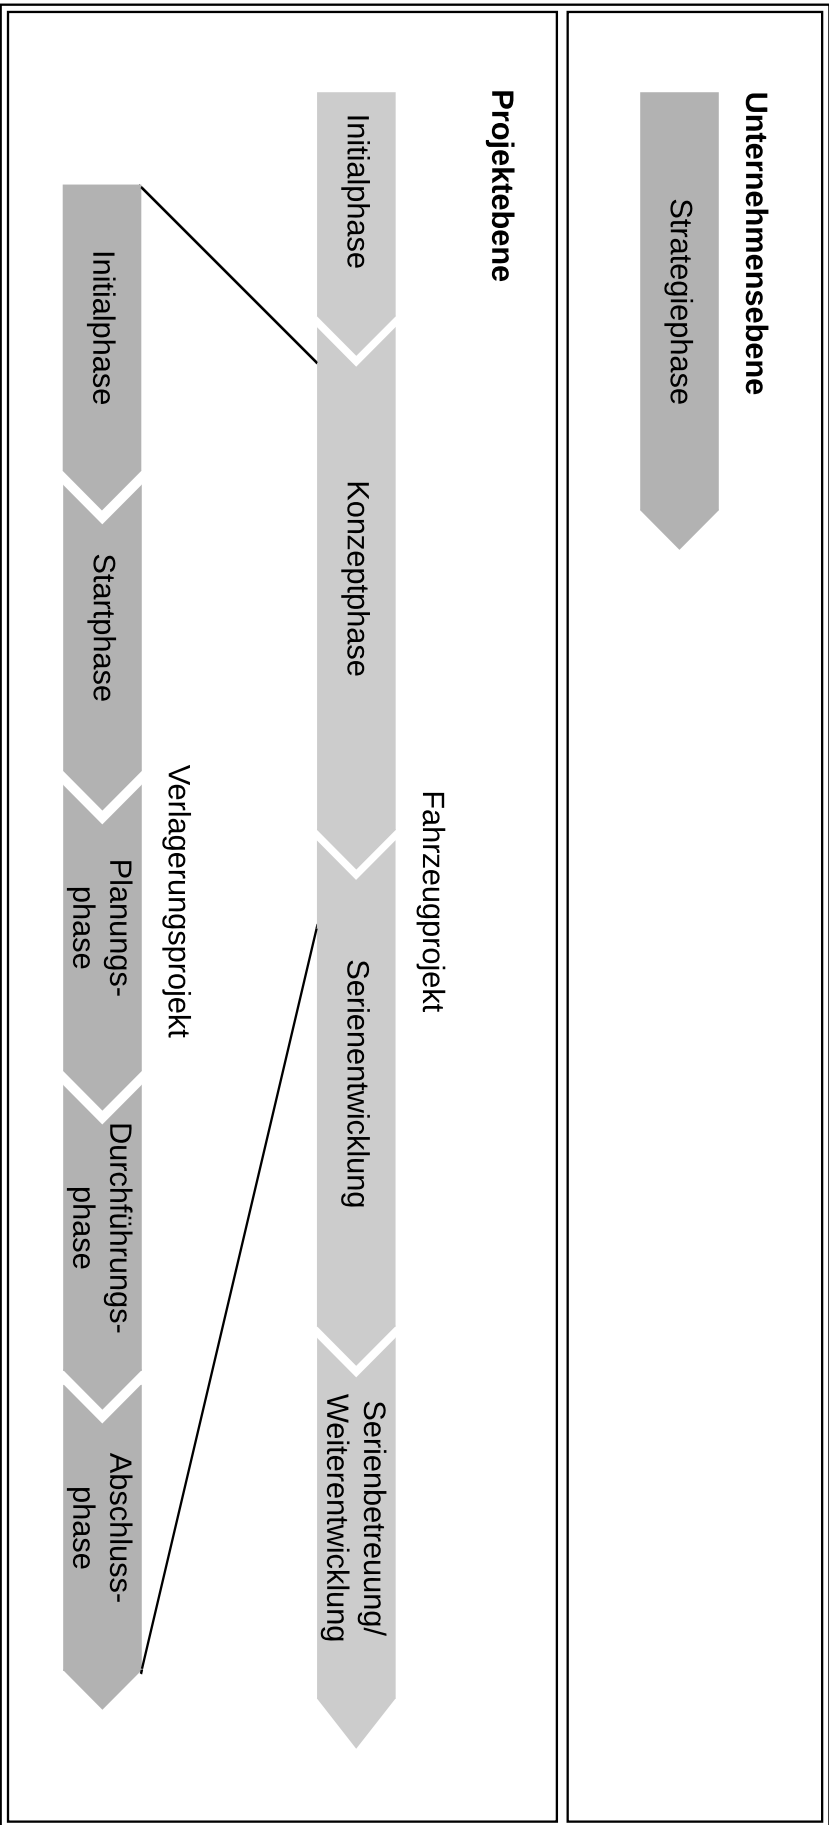 Unternehmensebene
Strategiephase
Projektebene
Fahrzeugprojekt
Initialphase
Konzeptphase
Serienentwicklung
Serienbetreuung/
Weiterentwicklung
Verlagerungsprojekt
Initialphase
Startphase
Planungs-
phase
Durchführungs-
phase
Abschluss-
phase